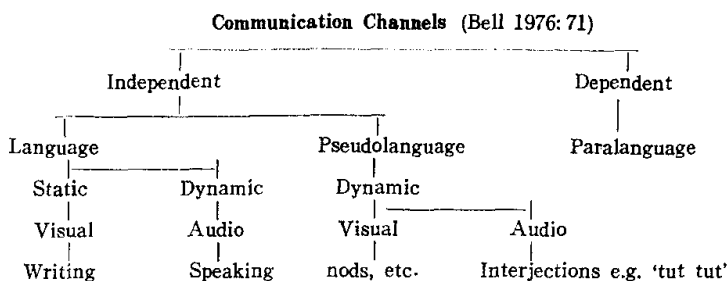 Communication Channels (Bell 1976: 71)
Independent Dependent
Language Pseudolanguage Paralanguage
Static Dynamic Dynamic
Visual Audio Visual Audio
Writing Speaking nods, etc. Interjections e.g. ‘tut tut’